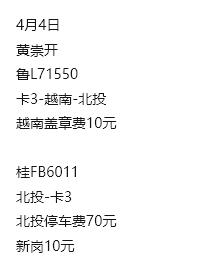 4月4日
黄崇开
鲁L71550
卡3-越南-北投
越南盖章费10元

桂FB6011
北投-卡3
北投停车费70元
新岗10元